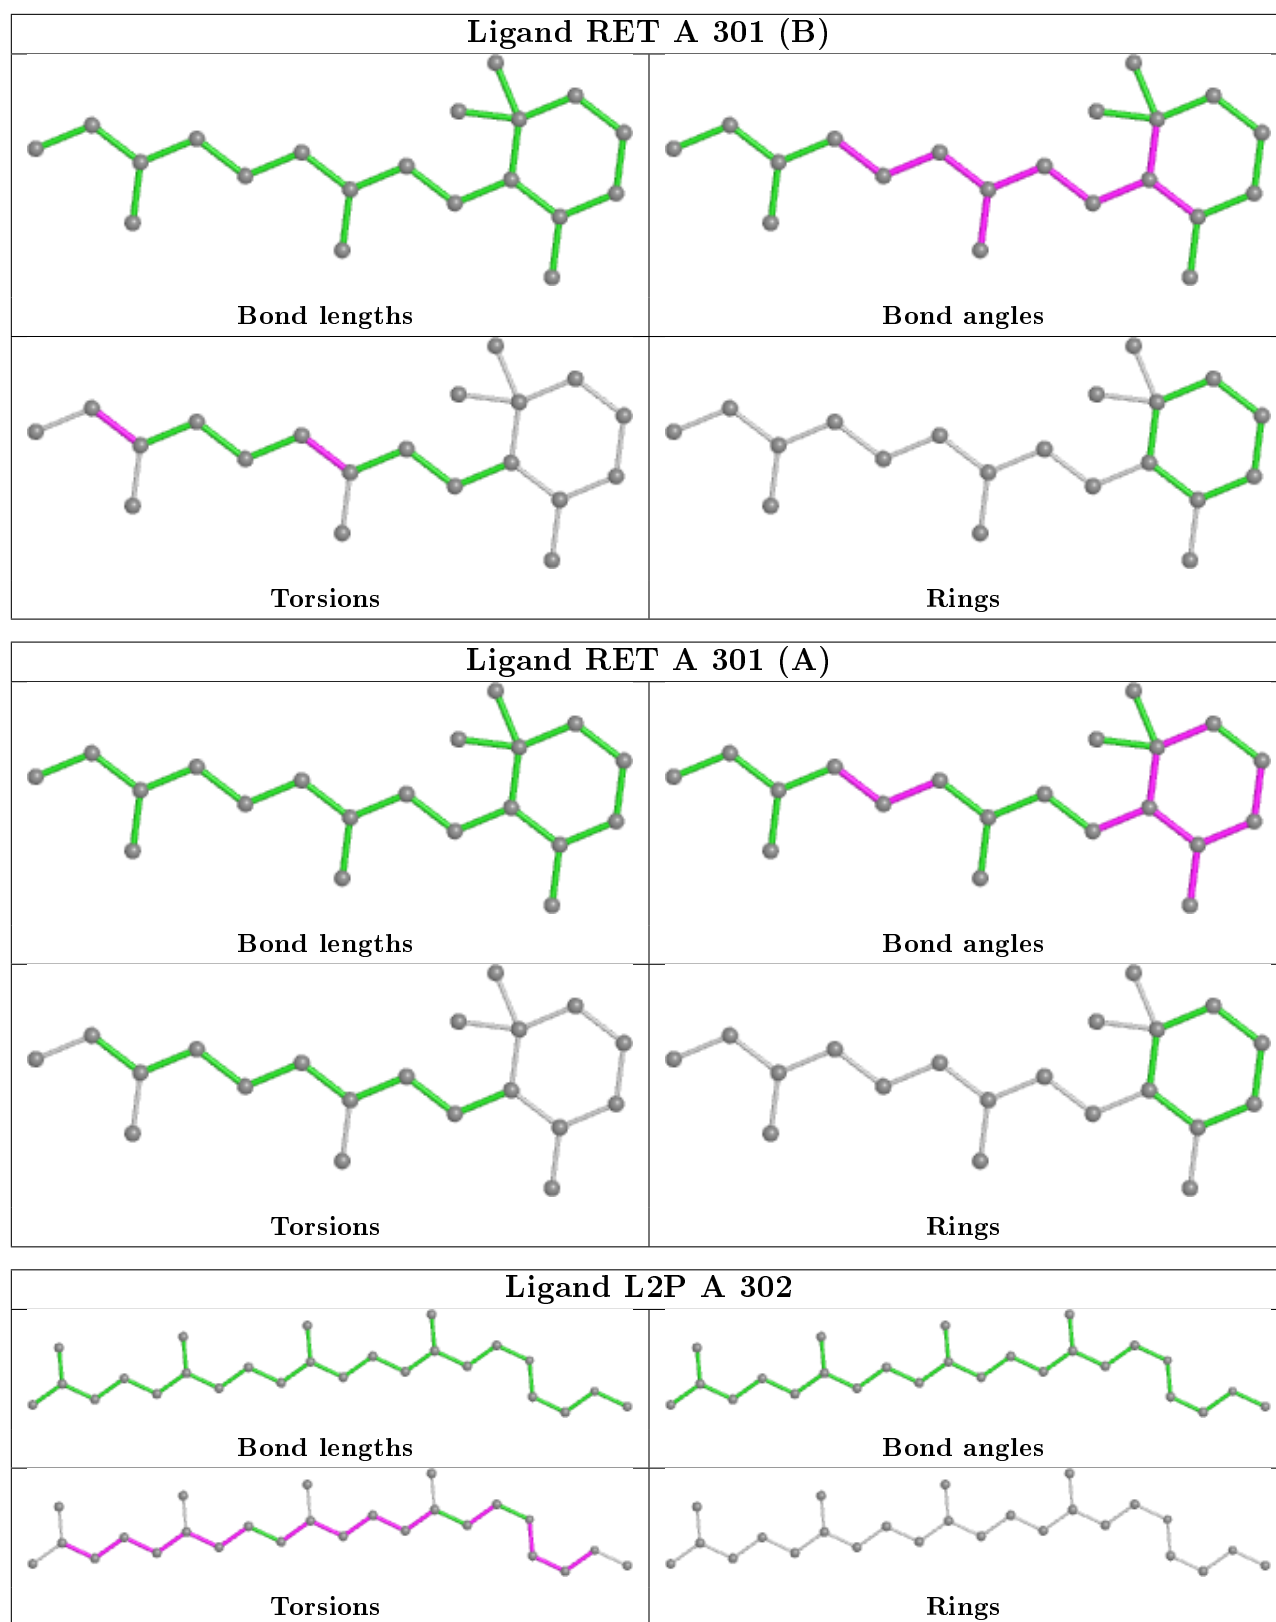 Ligand RET A 301 (B)
Bond lengths
Bond angles
Torsions
Rings
Ligand RET A 301 (A)
Bond lengths
Bond angles
Torsions
Rings
Ligand L2P A 302
Bond lengths
Bond angles
Torsions
Rings